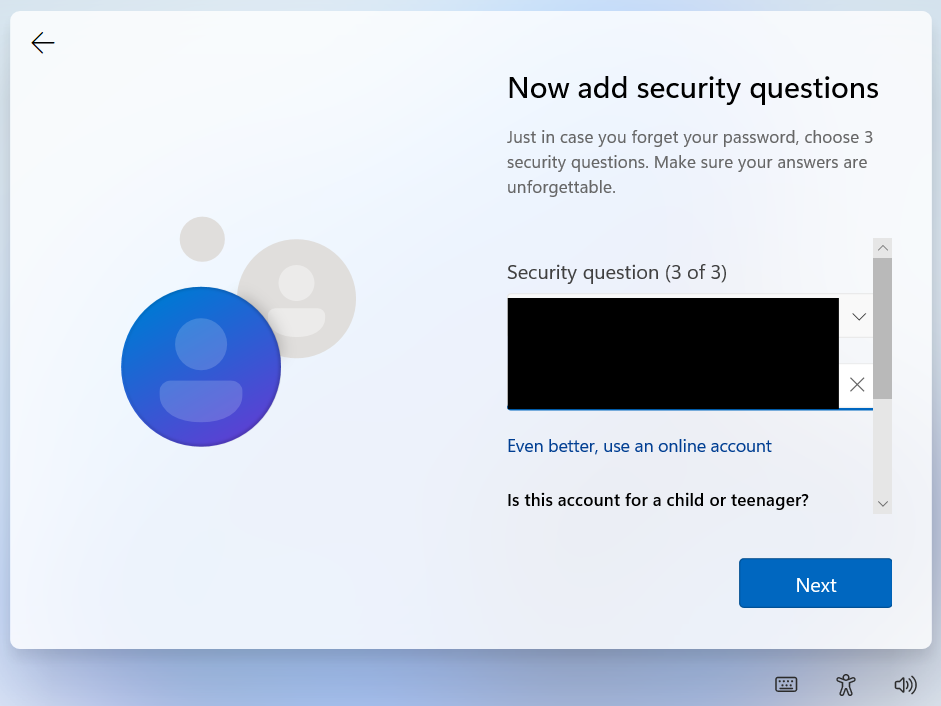 Now add security questions
Just in case you forget your password, choose 3
security questions. Make sure your answers are
unforgettable.
Security question (3 of 3)
Even better, use an online account
Is this account for a child or teenager?
Next